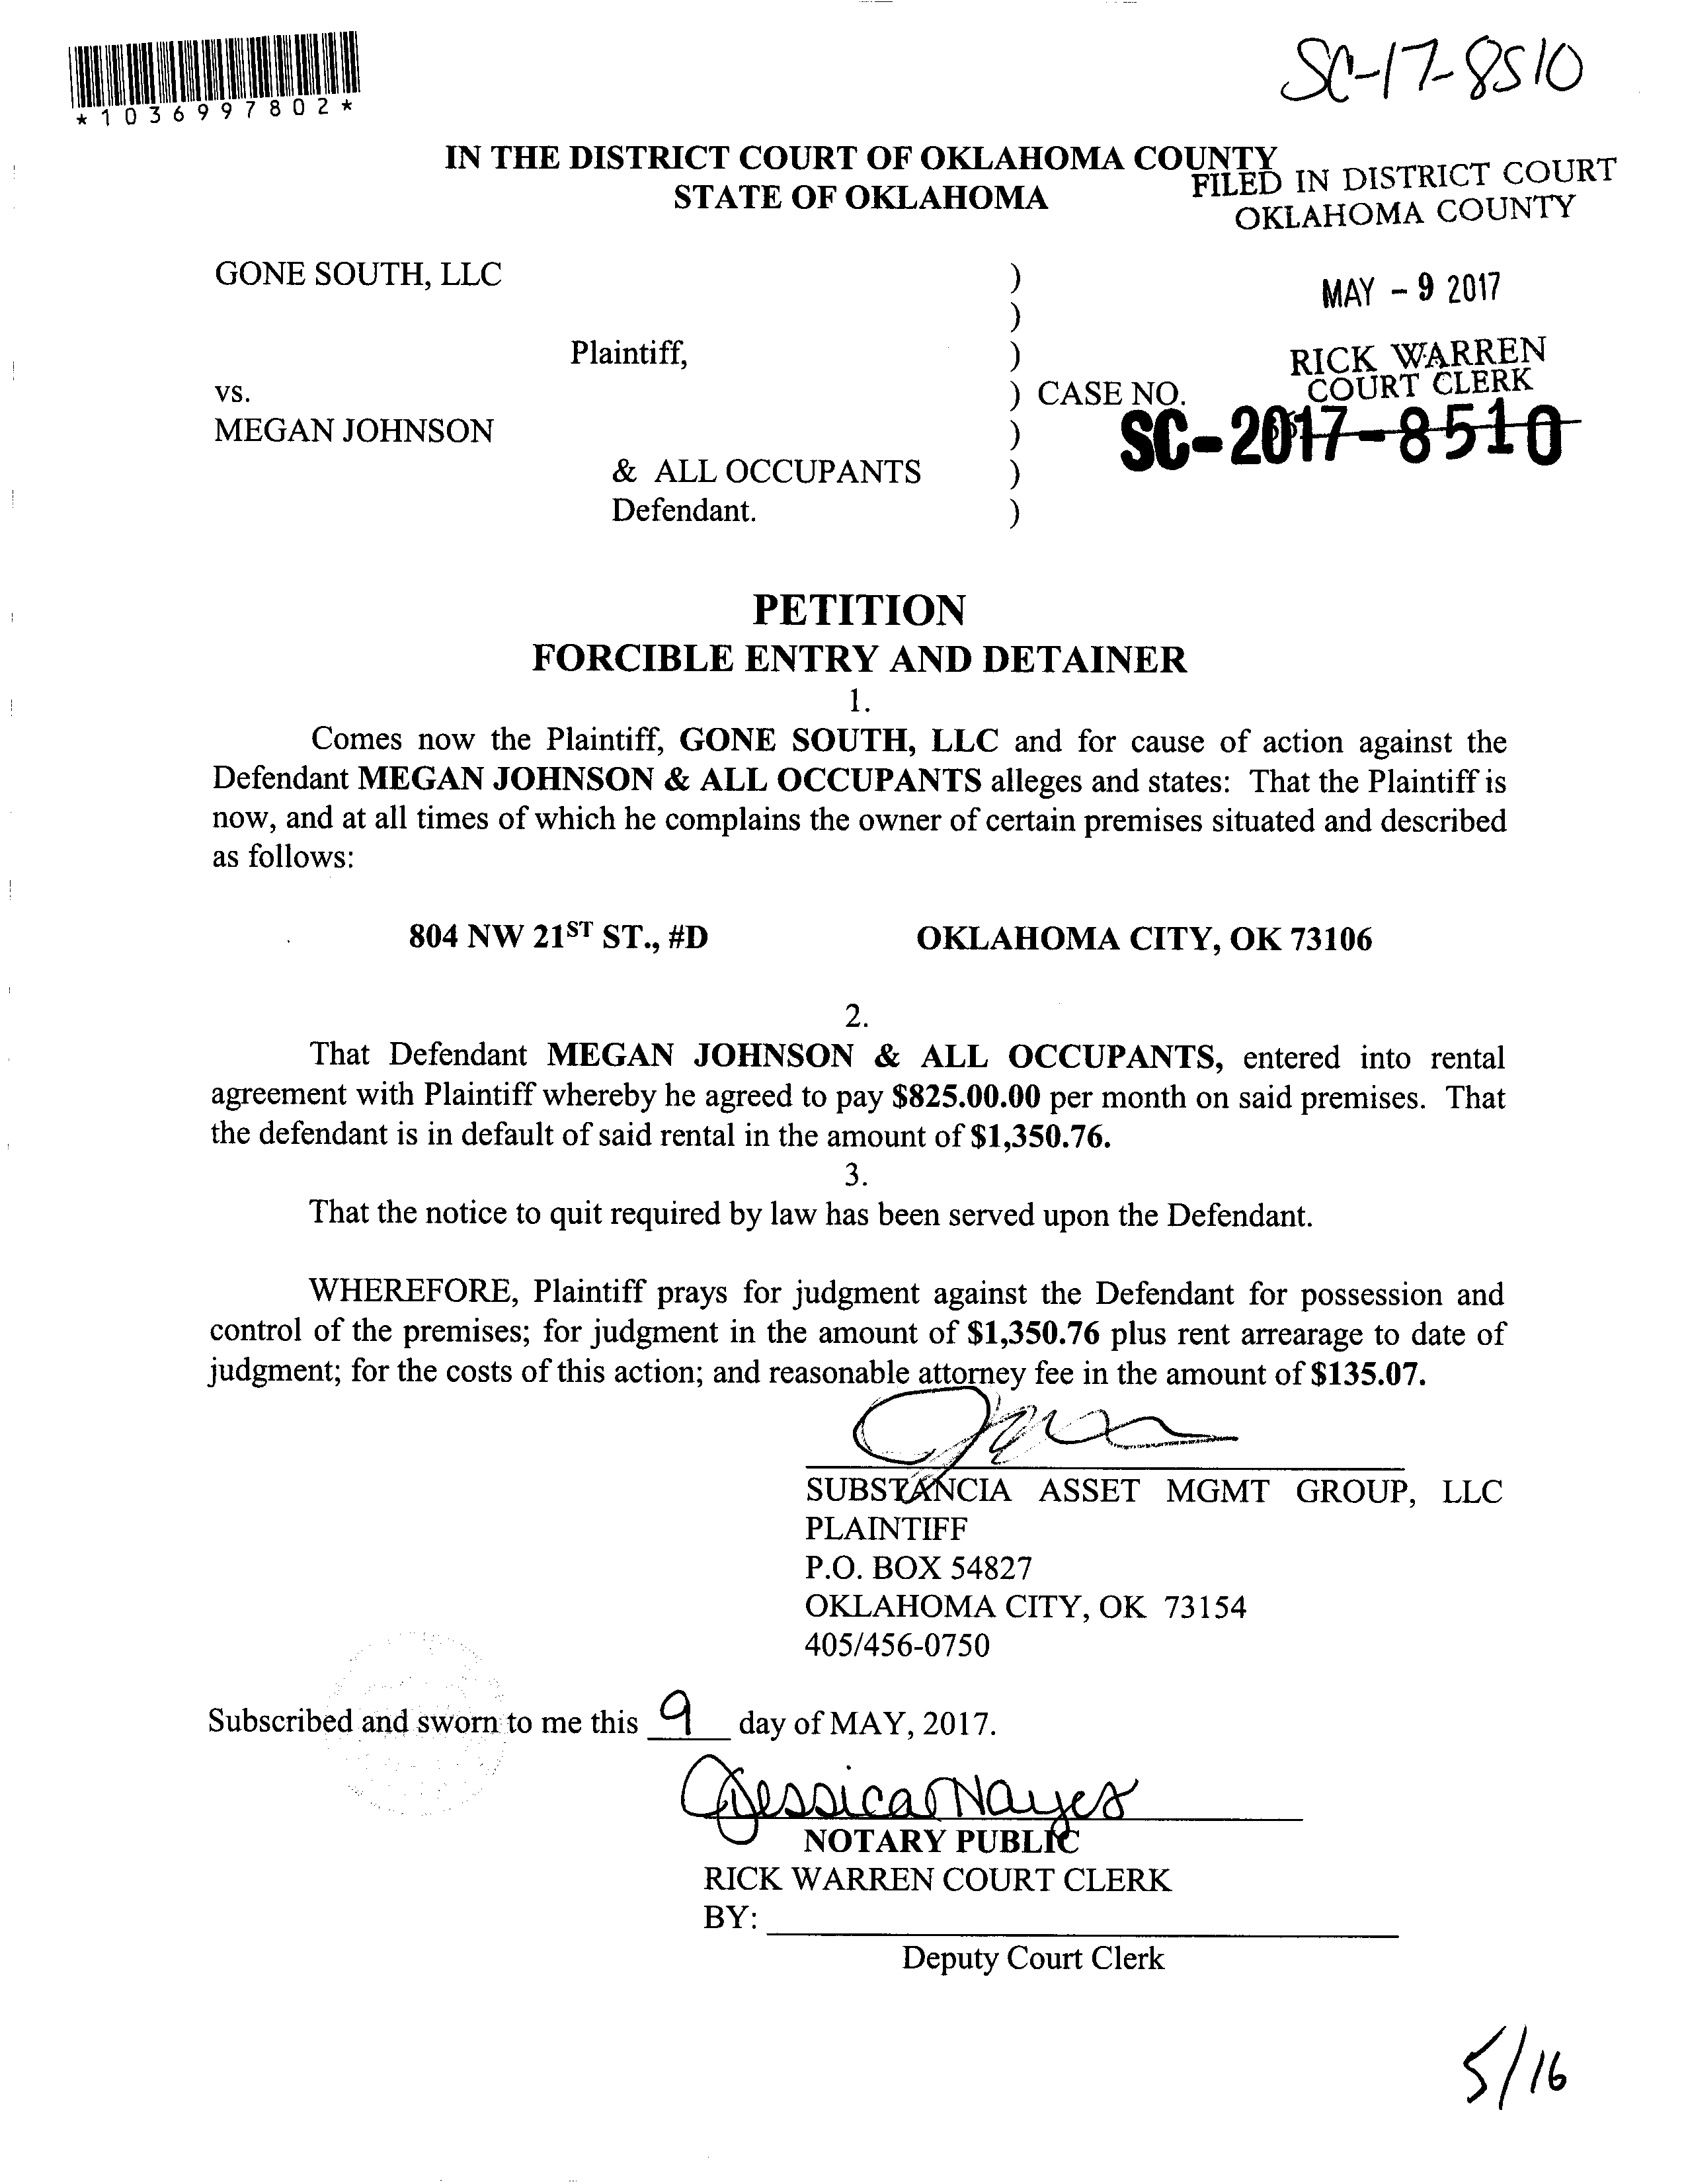 SC-17-8510
*1036997802*
IN THE DISTRICT COURT OF OKLAHOMA COUNTY
STATE OF OKLAHOMA
FILED IN DISTRICT COURT
OKLAHOMA COUNTY
MAY - 9 2017
RICK WARREN
COURT CLERK
GONE SOUTH, LLC )
)
Plaintiff, )
vs. ) CASE NO.
SC-2017-8510
MEGAN JOHNSON )
& ALL OCCUPANTS )
Defendant. )
PETITION
FORCIBLE ENTRY AND DETAINER
1.
Comes now the Plaintiff, GONE SOUTH, LLC and for cause of action against the
Defendant MEGAN JOHNSON & ALL OCCUPANTS alleges and states: That the Plaintiff is
now, and at all times of which he complains the owner of certain premises situated and described
as follows:
804 NW 21ST ST., #D OKLAHOMA CITY, OK 73106
2.
That Defendant MEGAN JOHNSON & ALL OCCUPANTS, entered into rental
agreement with Plaintiff whereby he agreed to pay $825.00.00 per month on said premises. That
the defendant is in default of said rental in the amount of $1,350.76.
3.
That the notice to quit required by law has been served upon the Defendant.
WHEREFORE, Plaintiff prays for judgment against the Defendant for possession and
control of the premises; for judgment in the amount of $1,350.76 plus rent arrearage to date of
judgment; for the costs of this action; and reasonable attorney fee in the amount of $135.07.
SUBSTANCIA ASSET MGMT GROUP, LLC
PLAINTIFF
P.O. BOX 54827
OKLAHOMA CITY, OK 73154
405/456-0750
Subscribed and sworn to me this 9 day of MAY, 2017.
Jessica Hayes
NOTARY PUBLIC
RICK WARREN COURT CLERK
BY:
Deputy Court Clerk
5/16